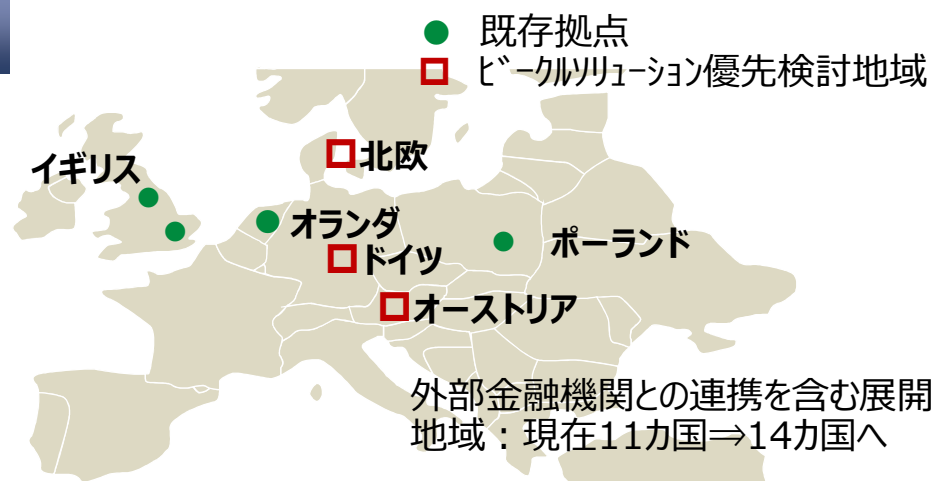 既存拠点
ﾋﾞｰｸﾙｿﾘｭｰｼｮﾝ優先検討地域
北欧
イギリス
オランダ
ドイツ
ポーランド
オーストリア
外部金融機関との連携を含む展開
地域：現在11ｶ国⇒14ｶ国へ